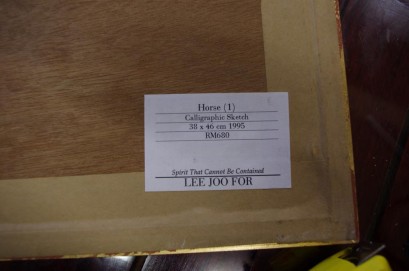 Horse (1)
Calligraphic Sketch
38 x 46 cm 1995
RM680
Spirit That Cannot Be Contained
LEE JOO FOR